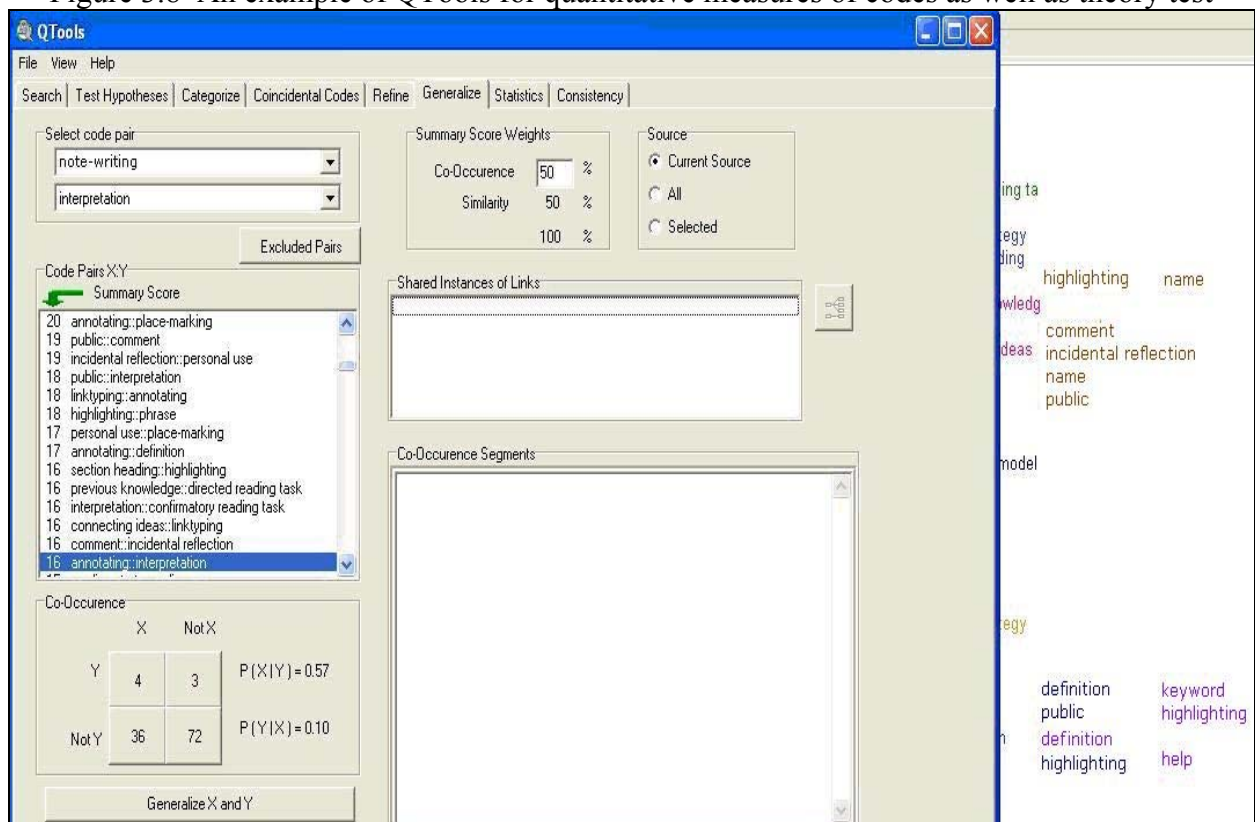 Figure 3.8 An example of QTools for quantitative measures of codes as well as theory test
QTools
File View Help
Search Test Hypotheses Categorize Coincidental Codes Refine Generalize Statistics Consistency
Select code pair
note-writing
interpretation
Excluded Pairs
Summary Score Weights
Co-Occurence 50 %
Similarity 50 %
100 %
Source
Current Source
All
Selected
Code Pairs X:Y
Summary Score
20 annotating::place-marking
19 public::comment
19 incidental reflection::personal use
18 public::interpretation
18 linktyping::annotating
18 highlighting::phrase
17 personal use::place-marking
17 annotating::definition
16 section heading::highlighting
16 previous knowledge::directed reading task
16 interpretation::confirmatory reading task
16 connecting ideas::linktyping
16 comment::incidental reflection
16 annotating::interpretation
Shared Instances of Links
Co-Occurence Segments
Co-Occurence
X Not X
Y 4 3 P(X|Y) = 0.57
Not Y 36 72 P(Y|X) = 0.10
Generalize X and Y
ing ta
egy
ding
highlighting name
wledg
comment
deas incidental reflection
name
public
model
egy
definition keyword
public highlighting
definition
highlighting help